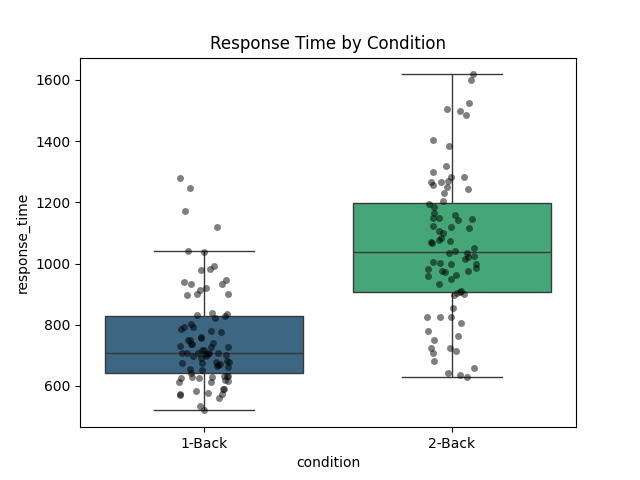 Response Time by Condition
1600
1400
1200
1000
800
600
response_time
1-Back
2-Back
condition